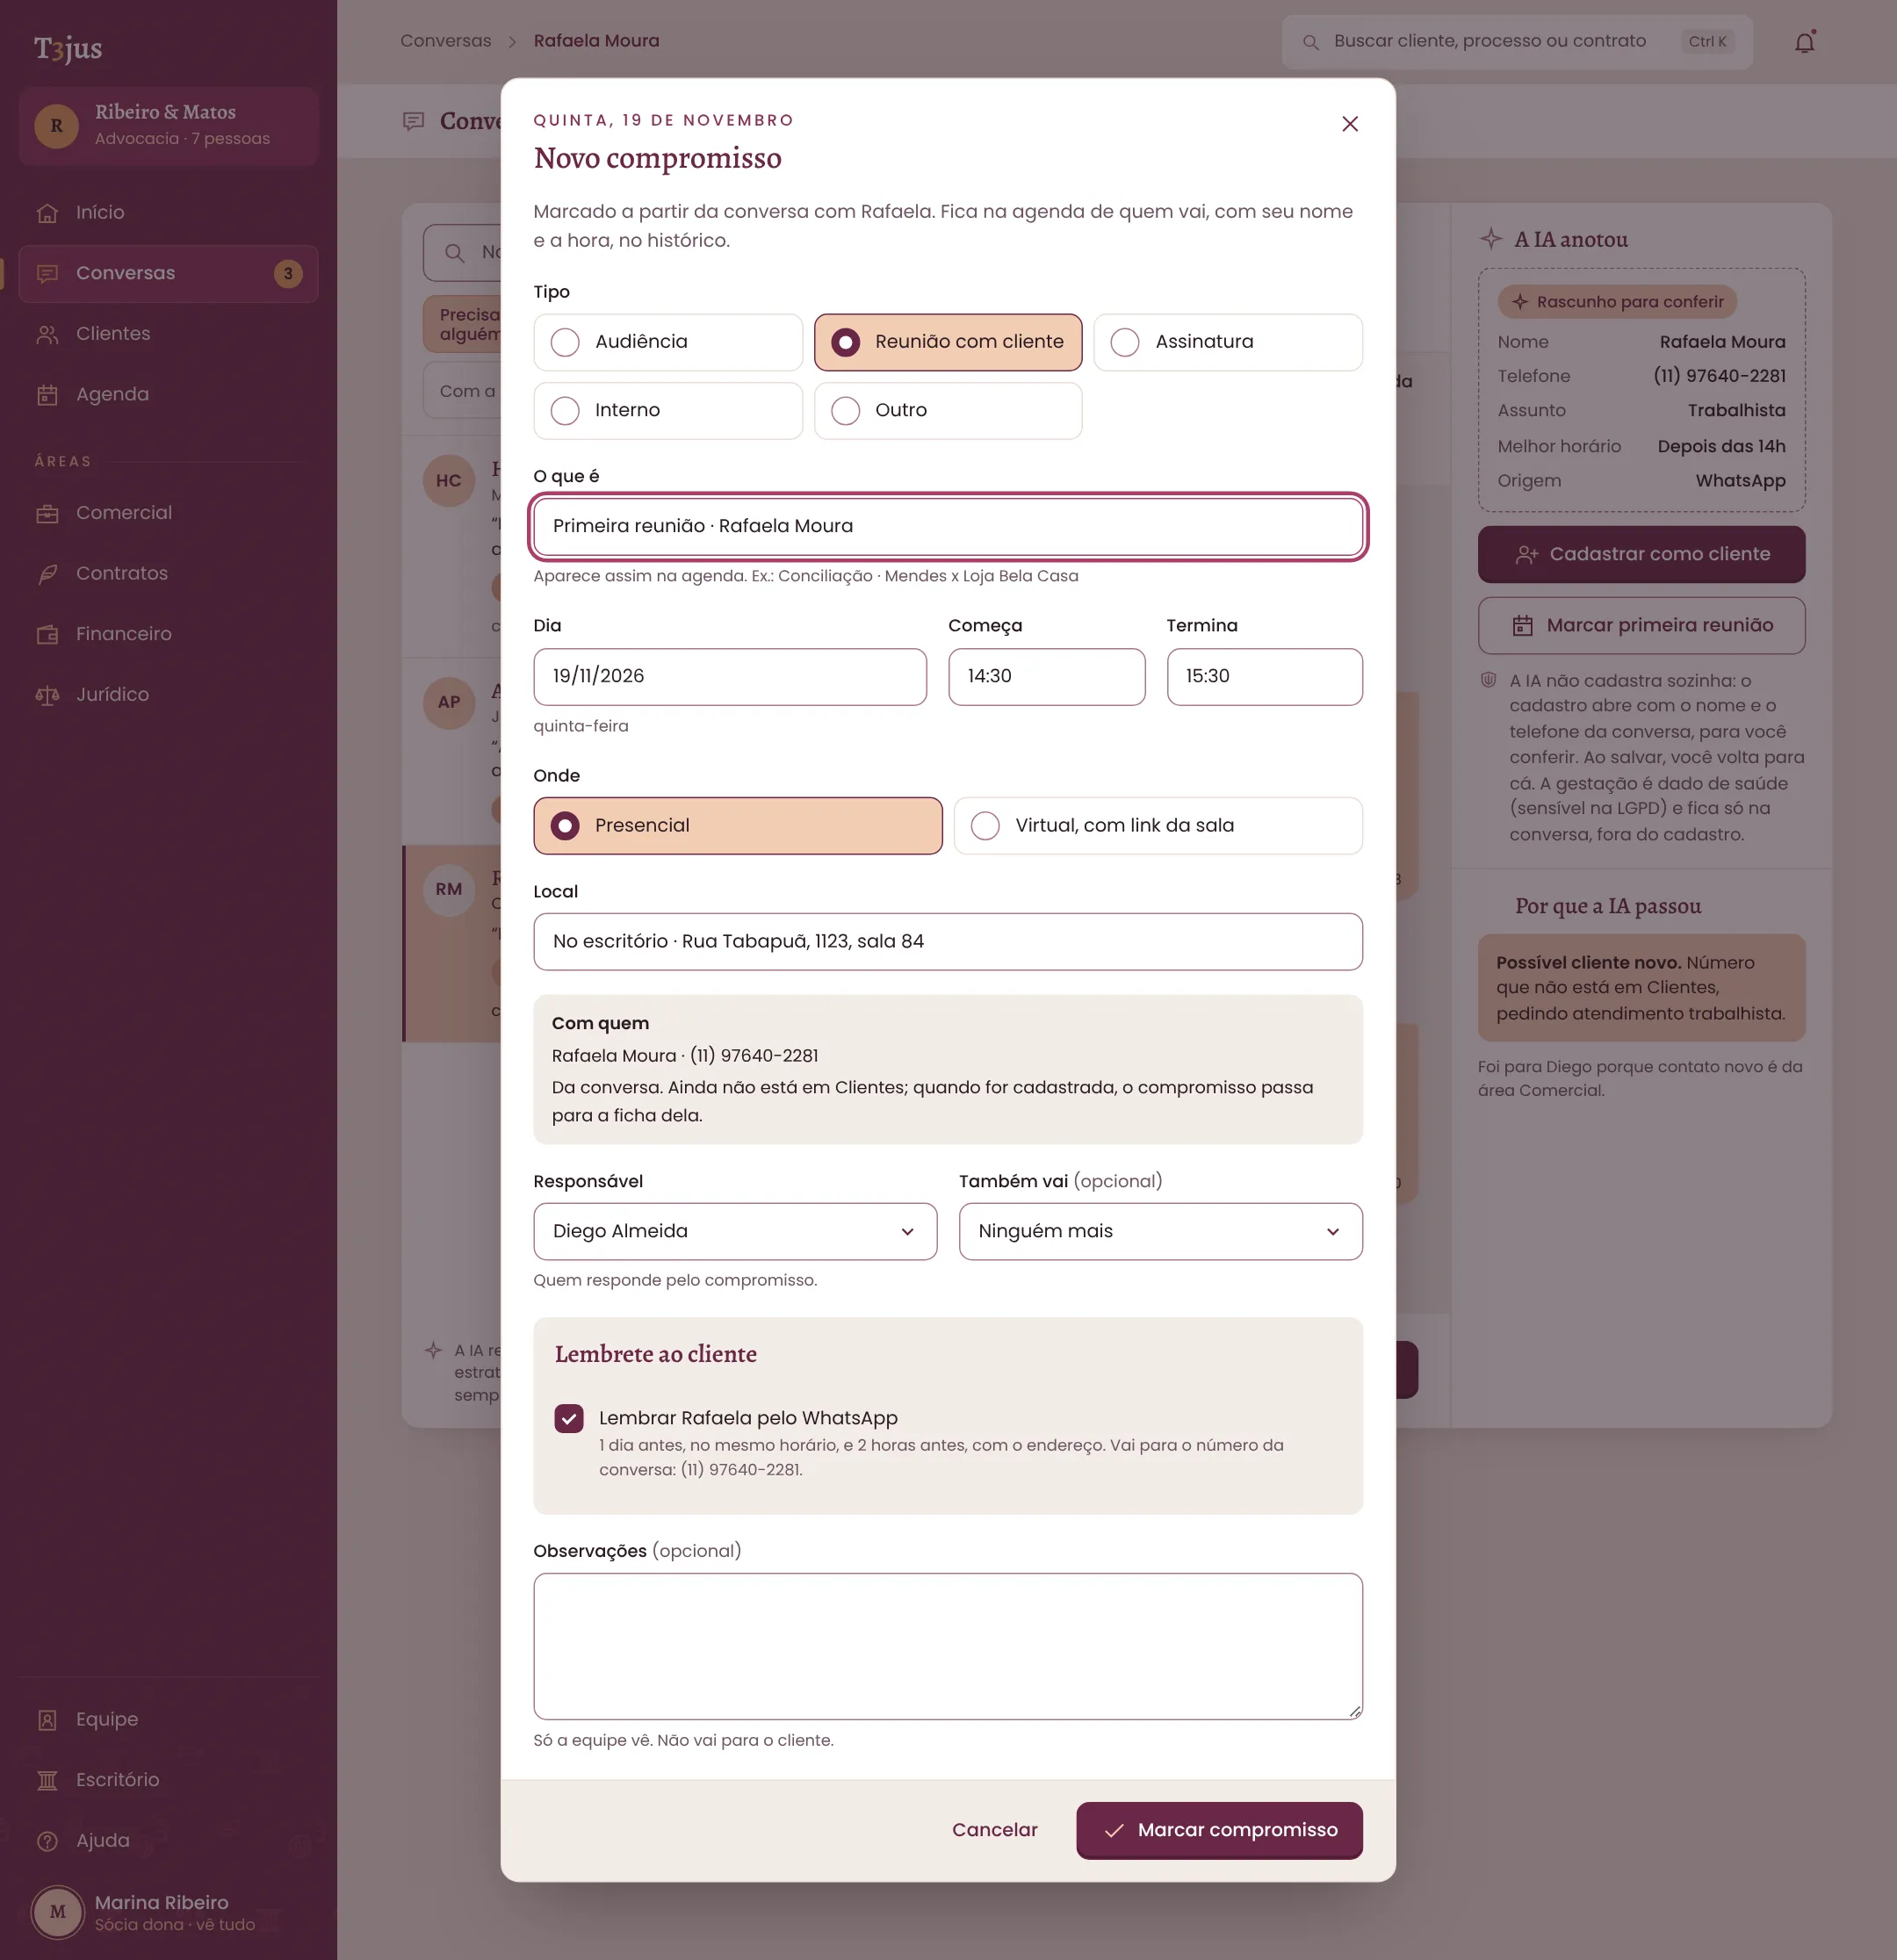 T3jus
R
Ribeiro & Matos
Advocacia · 7 pessoas
Início
Conversas
3
Clientes
Agenda
ÁREAS
Comercial
Contratos
Financeiro
Jurídico
Equipe
Escritório
Ajuda
M
Marina Ribeiro
Sócia dona · vê tudo
Conversas
Rafaela Moura
Buscar cliente, processo ou contrato
Ctrl K
Com a
HC
AP
RM
A IA
QUINTA, 19 DE NOVEMBRO
Novo compromisso
Marcado a partir da conversa com Rafaela. Fica na agenda de quem vai, com seu nome
e a hora, no histórico.
Tipo
Audiência
Reunião com cliente
Assinatura
Interno
Outro
O que é
Primeira reunião · Rafaela Moura
Aparece assim na agenda. Ex.: Conciliação · Mendes x Loja Bela Casa
Dia
Começa
Termina
19/11/2026
14:30
15:30
quinta-feira
Onde
Presencial
Virtual, com link da sala
Local
No escritório · Rua Tabapuã, 1123, sala 84
Com quem
Rafaela Moura · (11) 97640-2281
Da conversa. Ainda não está em Clientes; quando for cadastrada, o compromisso passa
para a ficha dela.
Responsável
Também vai (opcional)
Diego Almeida
Ninguém mais
Quem responde pelo compromisso.
Lembrete ao cliente
Lembrar Rafaela pelo WhatsApp
1 dia antes, no mesmo horário, e 2 horas antes, com o endereço. Vai para o número da
conversa: (11) 97640-2281.
Observações (opcional)
Só a equipe vê. Não vai para o cliente.
Cancelar
Marcar compromisso
A IA anotou
Rascunho para conferir
Nome Rafaela Moura
Telefone (11) 97640-2281
Assunto Trabalhista
Melhor horário Depois das 14h
Origem WhatsApp
Cadastrar como cliente
Marcar primeira reunião
A IA não cadastra sozinha: o
cadastro abre com o nome e o
telefone da conversa, para você
conferir. Ao salvar, você volta para
cá. A gestação é dado de saúde
(sensível na LGPD) e fica só na
conversa, fora do cadastro.
Por que a IA passou
Possível cliente novo. Número
que não está em Clientes,
pedindo atendimento trabalhista.
Foi para Diego porque contato novo é da
área Comercial.